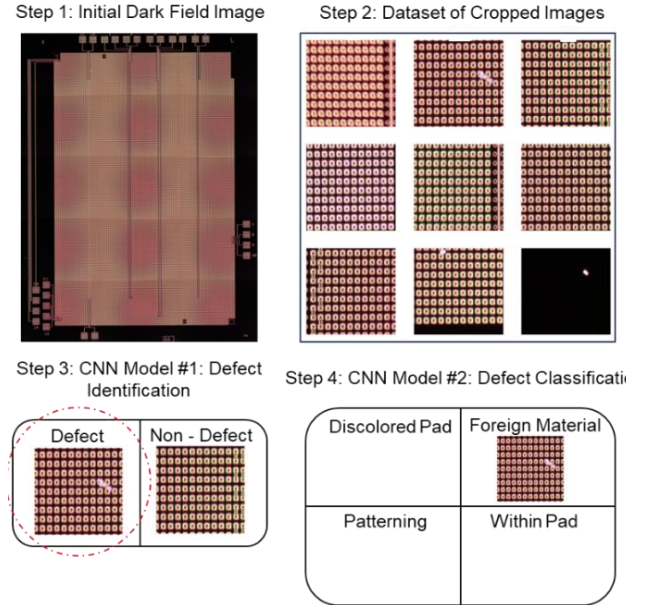 Step 1: Initial Dark Field Image
Step 2: Dataset of Cropped Images
Step 3: CNN Model #1: Defect
Identification
Step 4: CNN Model #2: Defect Classificati
Defect
Non - Defect
Discolored Pad
Foreign Material
Patterning
Within Pad